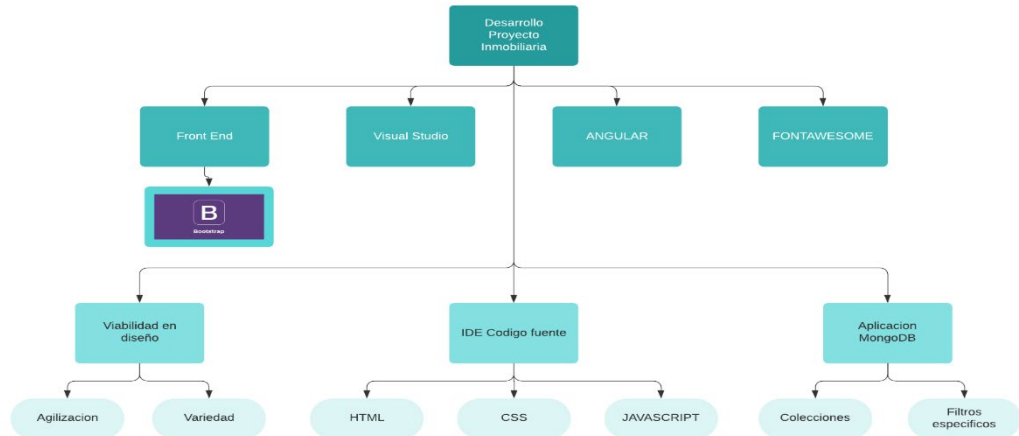 Desarrollo
Proyecto
Inmobiliaria
Front End
Visual Studio
ANGULAR
FONTAWESOME
B
Bootstrap
Viabilidad en
diseño
IDE Codigo fuente
Aplicacion
MongoDB
Agilizacion
Variedad
HTML
CSS
JAVASCRIPT
Colecciones
Filtros
especificos